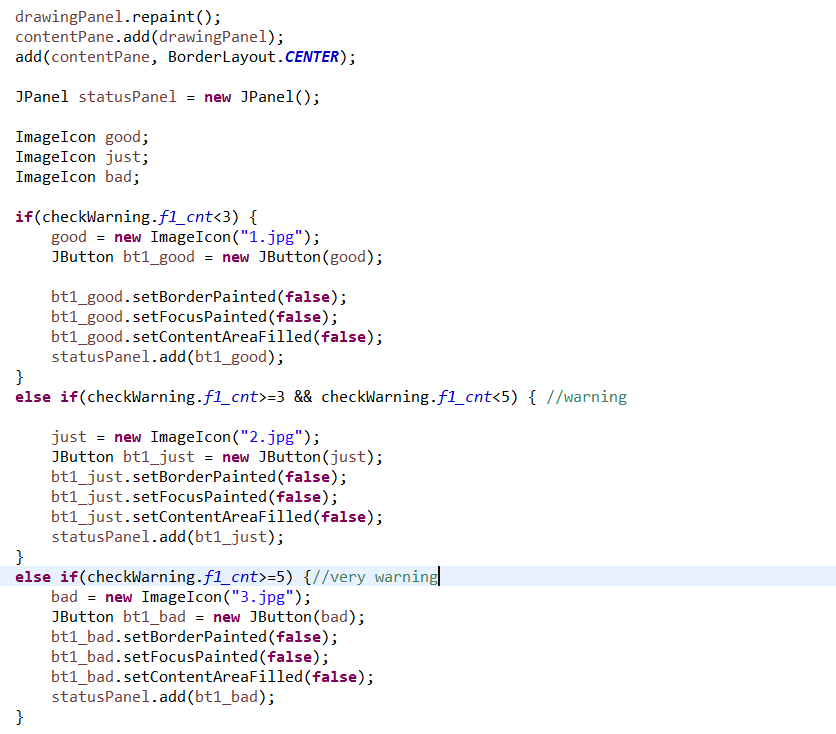 drawingPanel.repaint();
contentPane.add(drawingPanel);
add(contentPane, BorderLayout.CENTER);

JPanel statusPanel = new JPanel();

ImageIcon good;
ImageIcon just;
ImageIcon bad;

if(checkWarning.f1_cnt<3) {
    good = new ImageIcon("1.jpg");
    JButton bt1_good = new JButton(good);

    bt1_good.setBorderPainted(false);
    bt1_good.setFocusPainted(false);
    bt1_good.setContentAreaFilled(false);
    statusPanel.add(bt1_good);
}
else if(checkWarning.f1_cnt>=3 && checkWarning.f1_cnt<5) { //warning

    just = new ImageIcon("2.jpg");
    JButton bt1_just = new JButton(just);
    bt1_just.setBorderPainted(false);
    bt1_just.setFocusPainted(false);
    bt1_just.setContentAreaFilled(false);
    statusPanel.add(bt1_just);
}
else if(checkWarning.f1_cnt>=5) {//very warning
    bad = new ImageIcon("3.jpg");
    JButton bt1_bad = new JButton(bad);
    bt1_bad.setBorderPainted(false);
    bt1_bad.setFocusPainted(false);
    bt1_bad.setContentAreaFilled(false);
    statusPanel.add(bt1_bad);
}